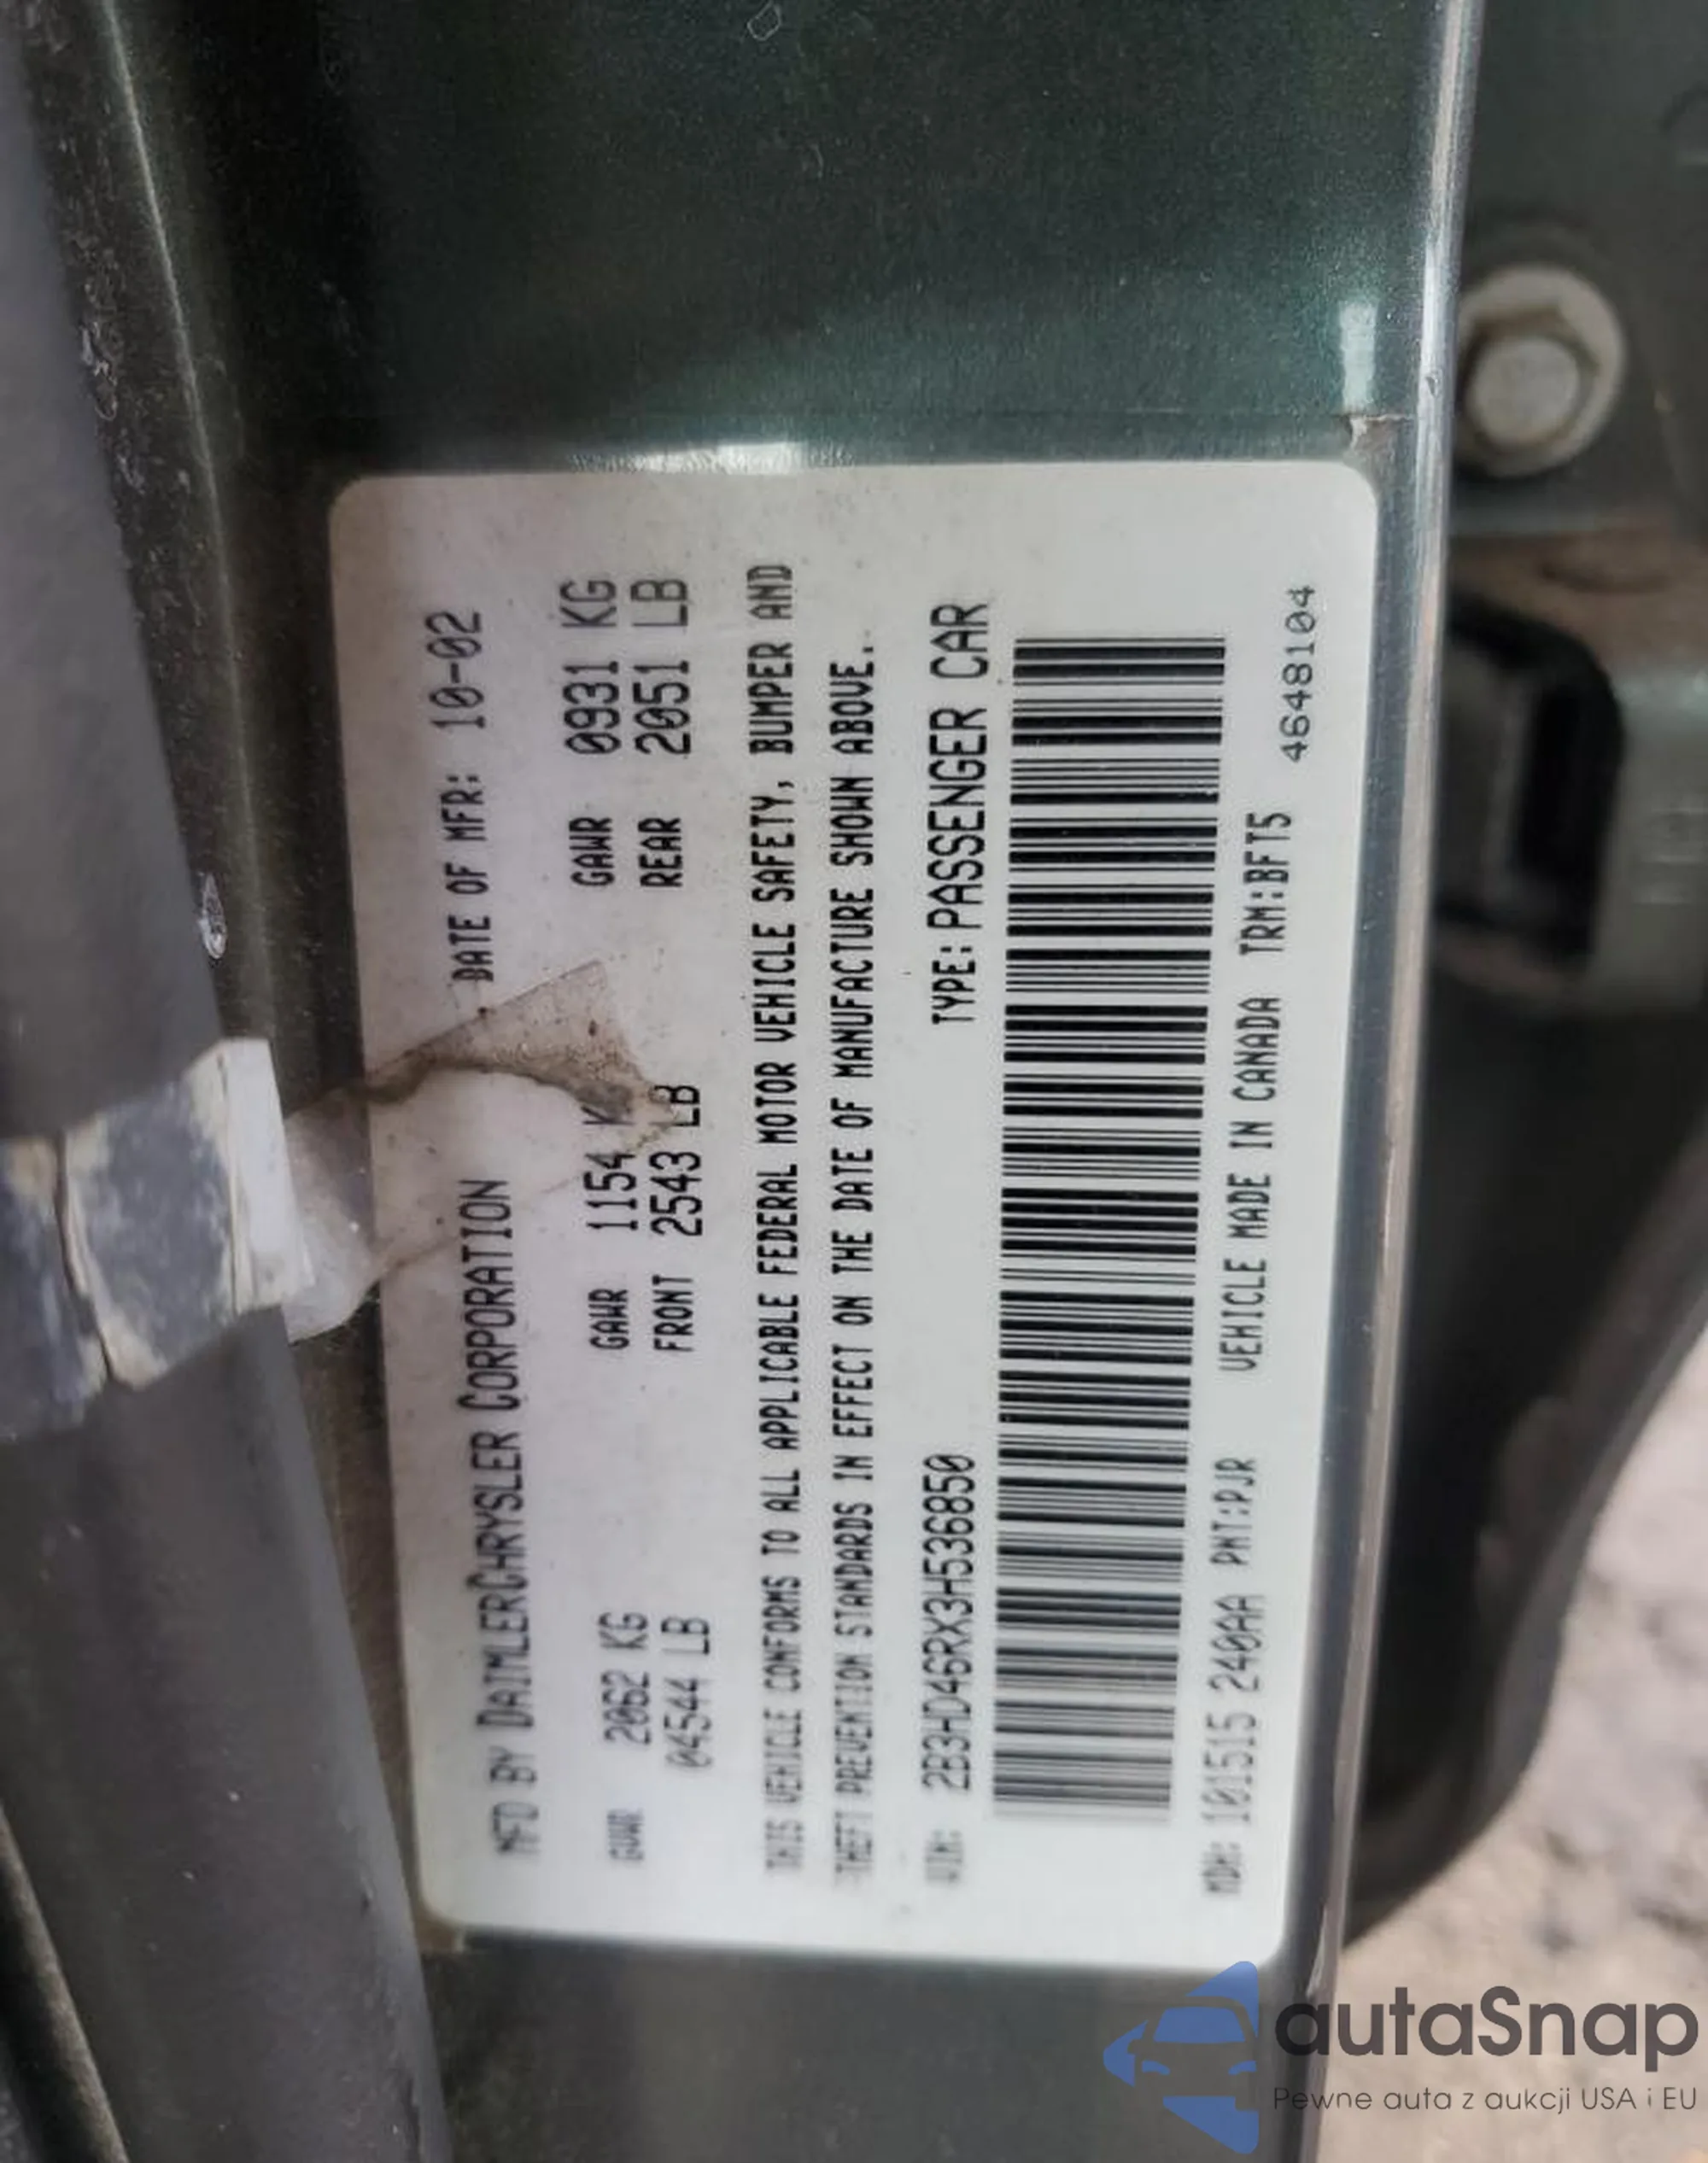 MFD BY DAIMLERCHRYSLER CORPORATION DATE OF MFR: 10-02
GVWR 2062 KG GAWR 1154 K GAWR 0931 KG
04544 LB FRONT 2543 LB REAR 2051 LB
THIS VEHICLE CONFORMS TO ALL APPLICABLE FEDERAL MOTOR VEHICLE SAFETY, BUMPER AND
THEFT PREVENTION STANDARDS IN EFFECT ON THE DATE OF MANUFACTURE SHOWN ABOVE.
VIN: 2B3HD46RX3H536850 TYPE: PASSENGER CAR
MDH: 101515 240AA PNT:PJR VEHICLE MADE IN CANADA TRM:BFT5 4648104
autaSnap
Pewne auta z aukcji USA i EU